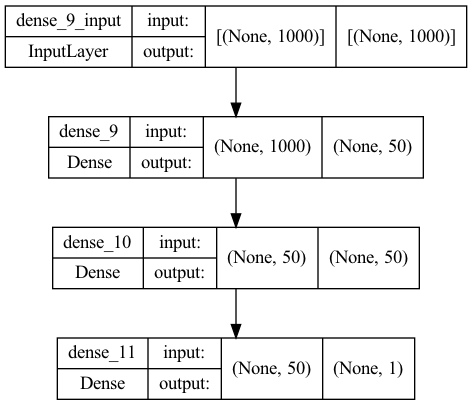 dense_9_input input: [(None, 1000)] [(None, 1000)]
InputLayer output:
dense_9 input: (None, 1000) (None, 50)
Dense output:
dense_10 input: (None, 50) (None, 50)
Dense output:
dense_11 input: (None, 50) (None, 1)
Dense output: